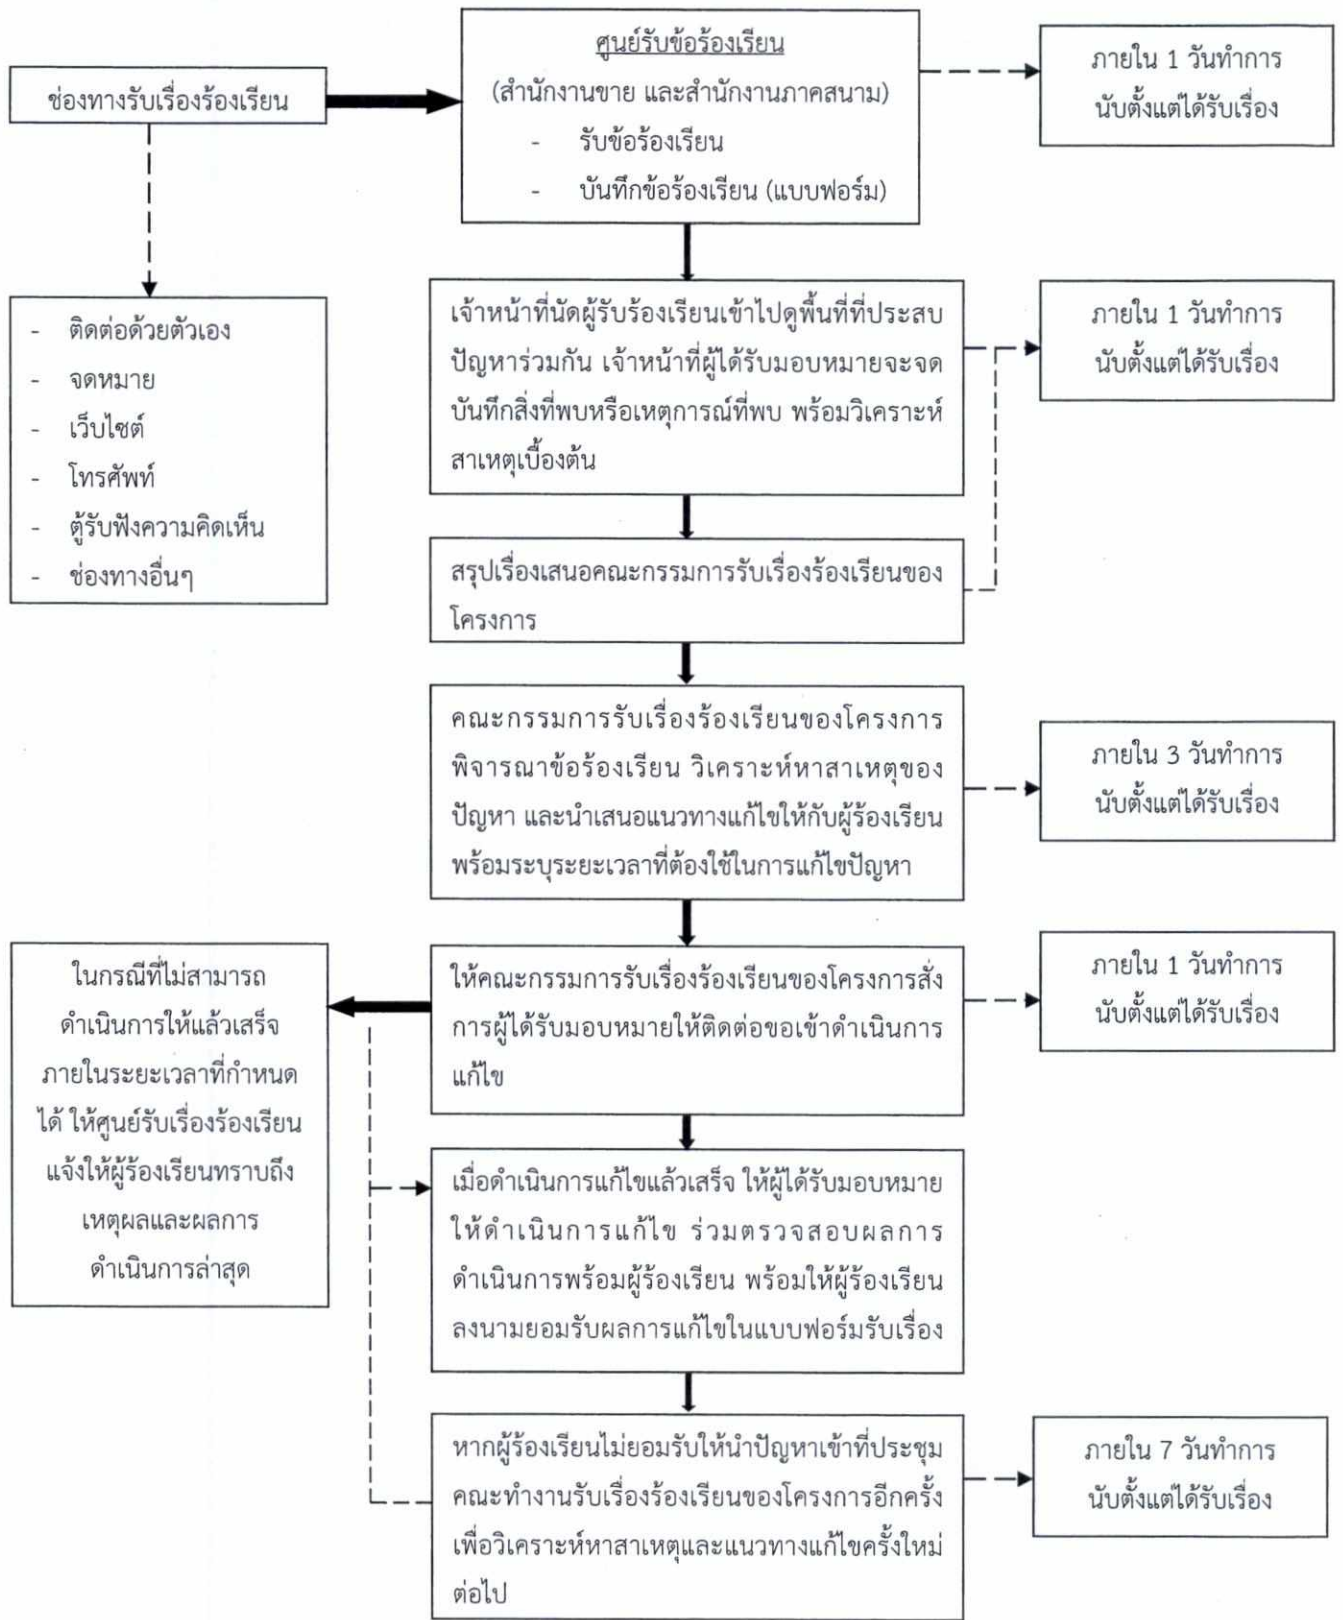 ช่องทางรับเรื่องร้องเรียน
ศูนย์รับข้อร้องเรียน
(สำนักงานขาย และสำนักงานภาคสนาม)
- รับข้อร้องเรียน
- บันทึกข้อร้องเรียน (แบบฟอร์ม)
ภายใน 1 วันทำการ
นับตั้งแต่ได้รับเรื่อง
- ติดต่อด้วยตัวเอง
- จดหมาย
- เว็บไซต์
- โทรศัพท์
- ตู้รับฟังความคิดเห็น
- ช่องทางอื่นๆ
เจ้าหน้าที่นัดผู้รับร้องเรียนเข้าไปดูพื้นที่ที่ประสบ
ปัญหาร่วมกัน เจ้าหน้าที่ผู้ได้รับมอบหมายจะจด
บันทึกสิ่งที่พบหรือเหตุการณ์ที่พบ พร้อมวิเคราะห์
สาเหตุเบื้องต้น
ภายใน 1 วันทำการ
นับตั้งแต่ได้รับเรื่อง
สรุปเรื่องเสนอคณะกรรมการรับเรื่องร้องเรียนของ
โครงการ
คณะกรรมการรับเรื่องร้องเรียนของโครงการ
พิจารณาข้อร้องเรียน วิเคราะห์หาสาเหตุของ
ปัญหา และนำเสนอแนวทางแก้ไขให้กับผู้ร้องเรียน
พร้อมระบุระยะเวลาที่ต้องใช้ในการแก้ไขปัญหา
ภายใน 3 วันทำการ
นับตั้งแต่ได้รับเรื่อง
ให้คณะกรรมการรับเรื่องร้องเรียนของโครงการสั่ง
การผู้ได้รับมอบหมายให้ติดต่อขอเข้าดำเนินการ
แก้ไข
ภายใน 1 วันทำการ
นับตั้งแต่ได้รับเรื่อง
ในกรณีที่ไม่สามารถ
ดำเนินการให้แล้วเสร็จ
ภายในระยะเวลาที่กำหนด
ได้ ให้ศูนย์รับเรื่องร้องเรียน
แจ้งให้ผู้ร้องเรียนทราบถึง
เหตุผลและผลการ
ดำเนินการล่าสุด
เมื่อดำเนินการแก้ไขแล้วเสร็จ ให้ผู้ได้รับมอบหมาย
ให้ดำเนินการแก้ไข ร่วมตรวจสอบผลการ
ดำเนินการพร้อมผู้ร้องเรียน พร้อมให้ผู้ร้องเรียน
ลงนามยอมรับผลการแก้ไขในแบบฟอร์มรับเรื่อง
หากผู้ร้องเรียนไม่ยอมรับให้นำปัญหาเข้าที่ประชุม
คณะทำงานรับเรื่องร้องเรียนของโครงการอีกครั้ง
เพื่อวิเคราะห์หาสาเหตุและแนวทางแก้ไขครั้งใหม่
ต่อไป
ภายใน 7 วันทำการ
นับตั้งแต่ได้รับเรื่อง